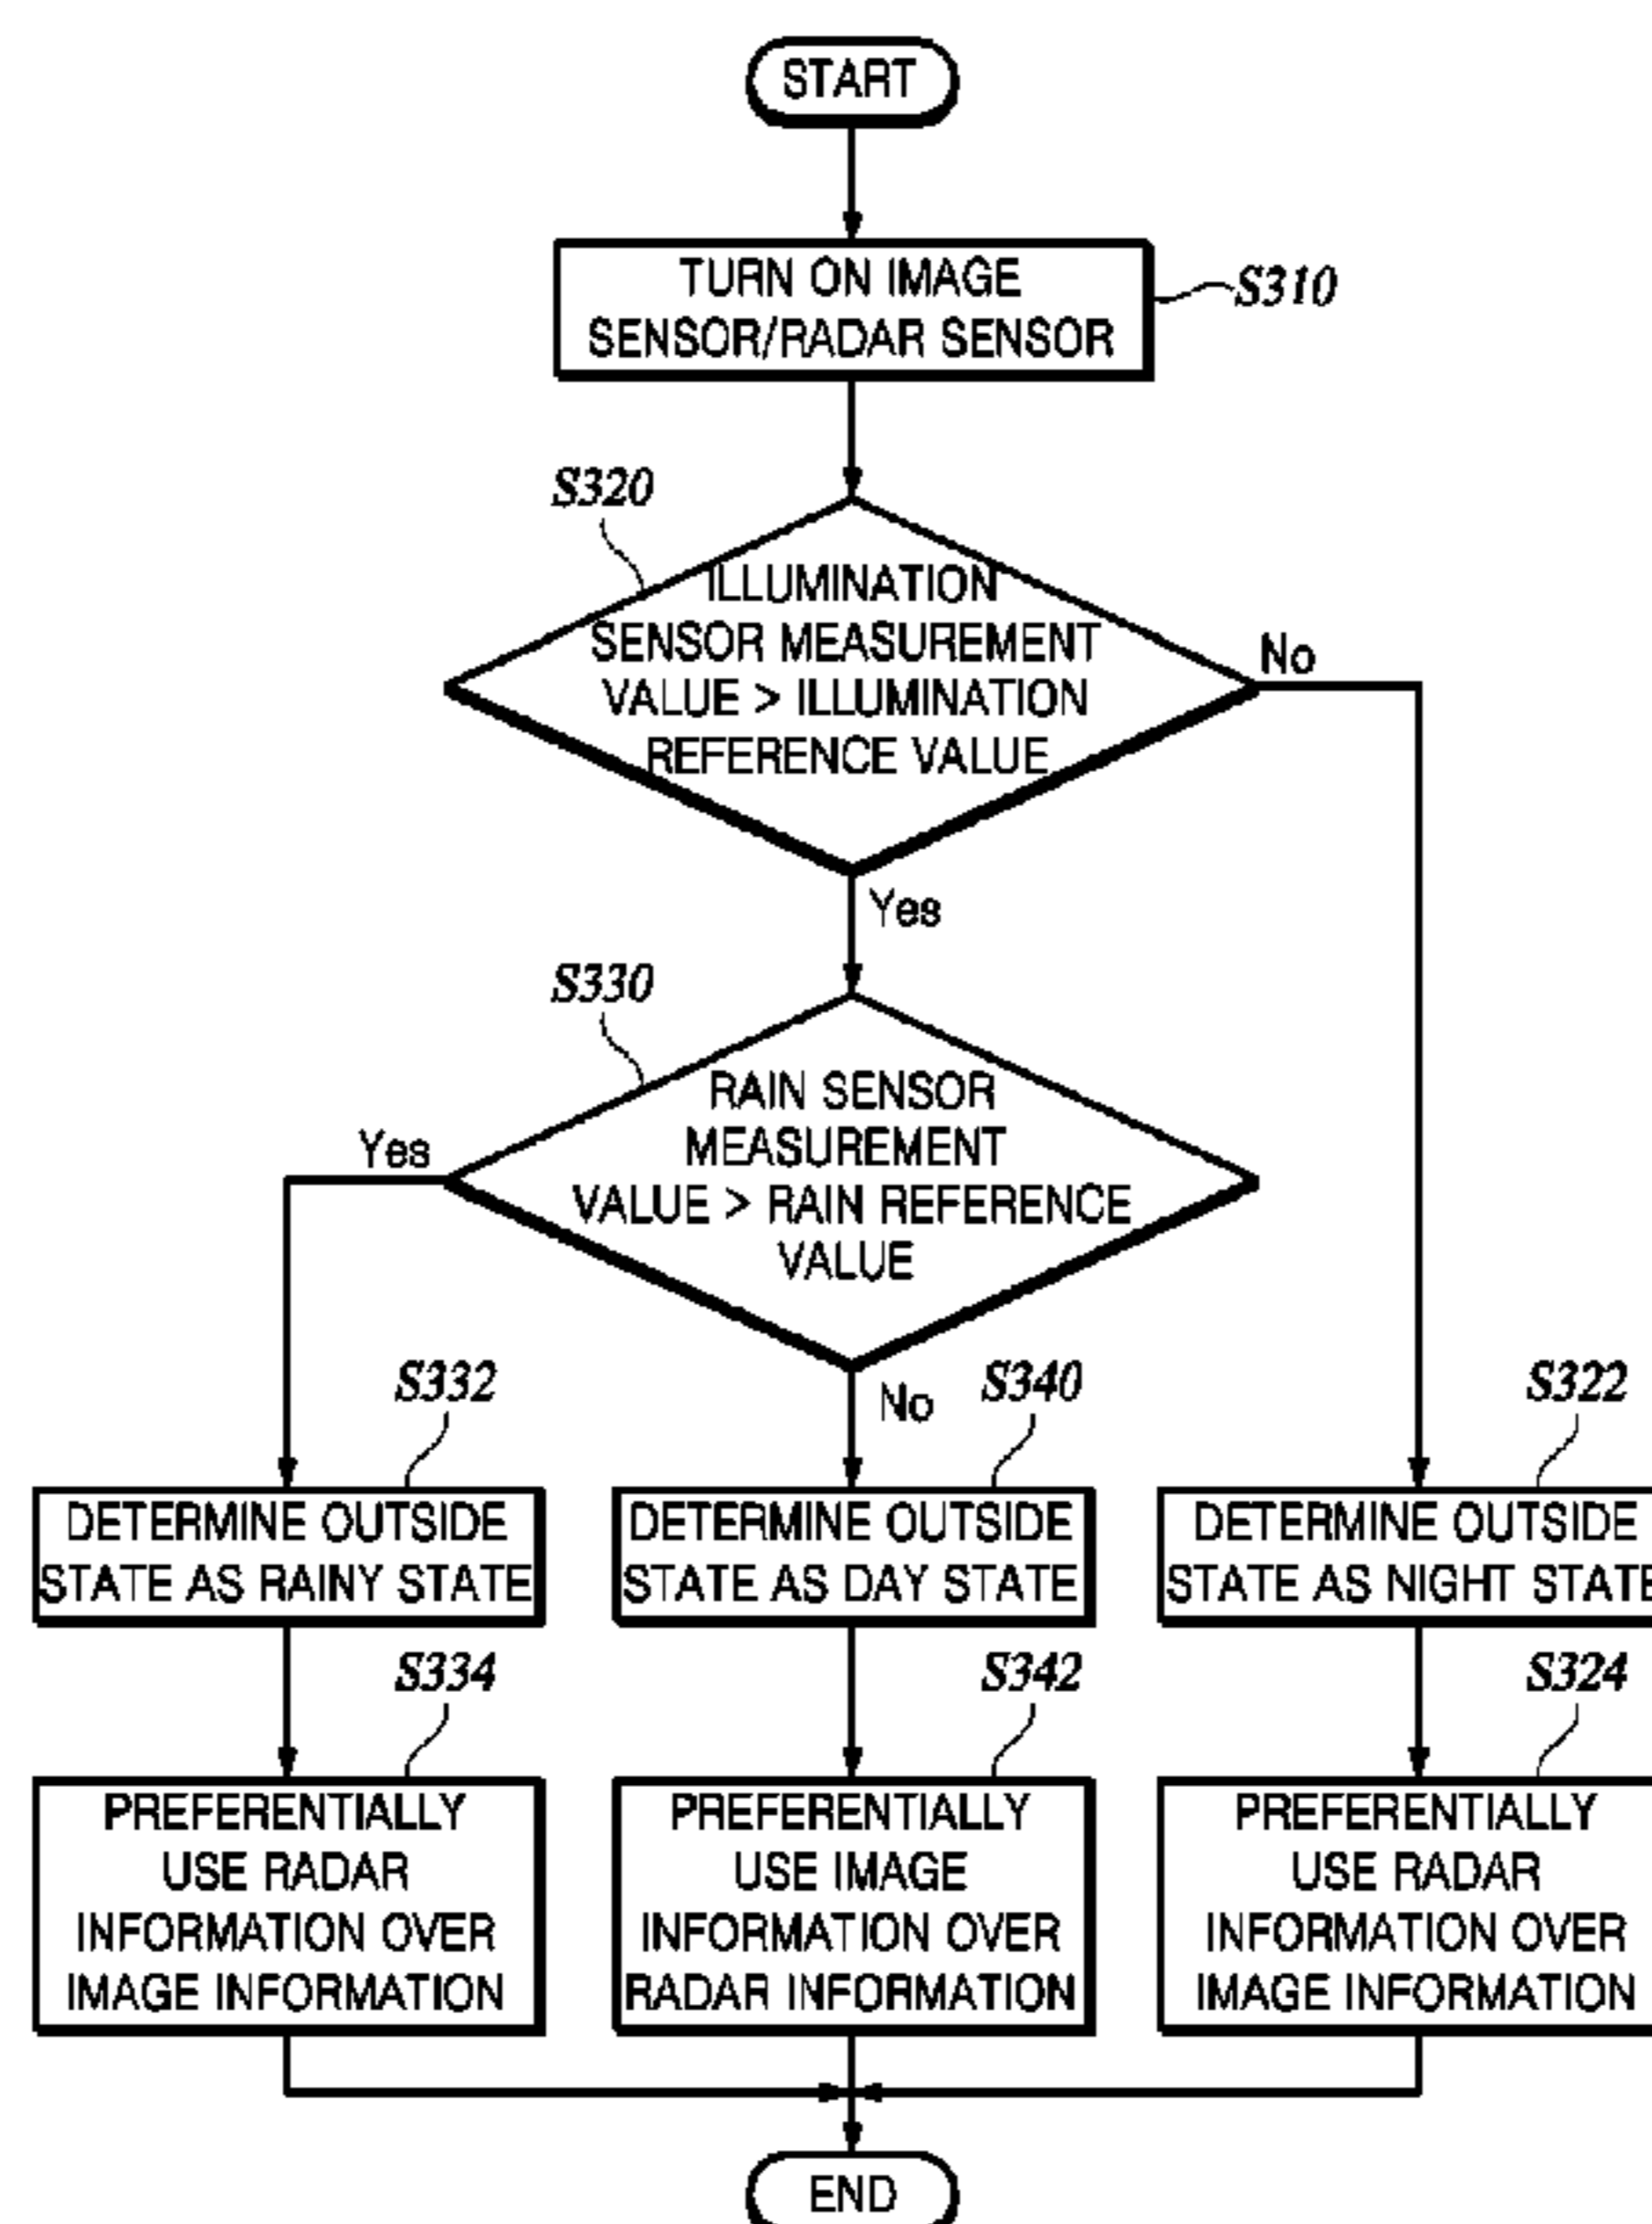 START
TURN ON IMAGE
SENSOR/RADAR SENSOR
S310
S320
ILLUMINATION
SENSOR MEASUREMENT
VALUE > ILLUMINATION
REFERENCE VALUE
No
Yes
S330
RAIN SENSOR
MEASUREMENT
VALUE > RAIN REFERENCE
VALUE
Yes
No
S332
DETERMINE OUTSIDE
STATE AS RAINY STATE
S340
DETERMINE OUTSIDE
STATE AS DAY STATE
S322
DETERMINE OUTSIDE
STATE AS NIGHT STATE
S334
PREFERENTIALLY
USE RADAR
INFORMATION OVER
IMAGE INFORMATION
S342
PREFERENTIALLY
USE IMAGE
INFORMATION OVER
RADAR INFORMATION
S324
PREFERENTIALLY
USE RADAR
INFORMATION OVER
IMAGE INFORMATION
END